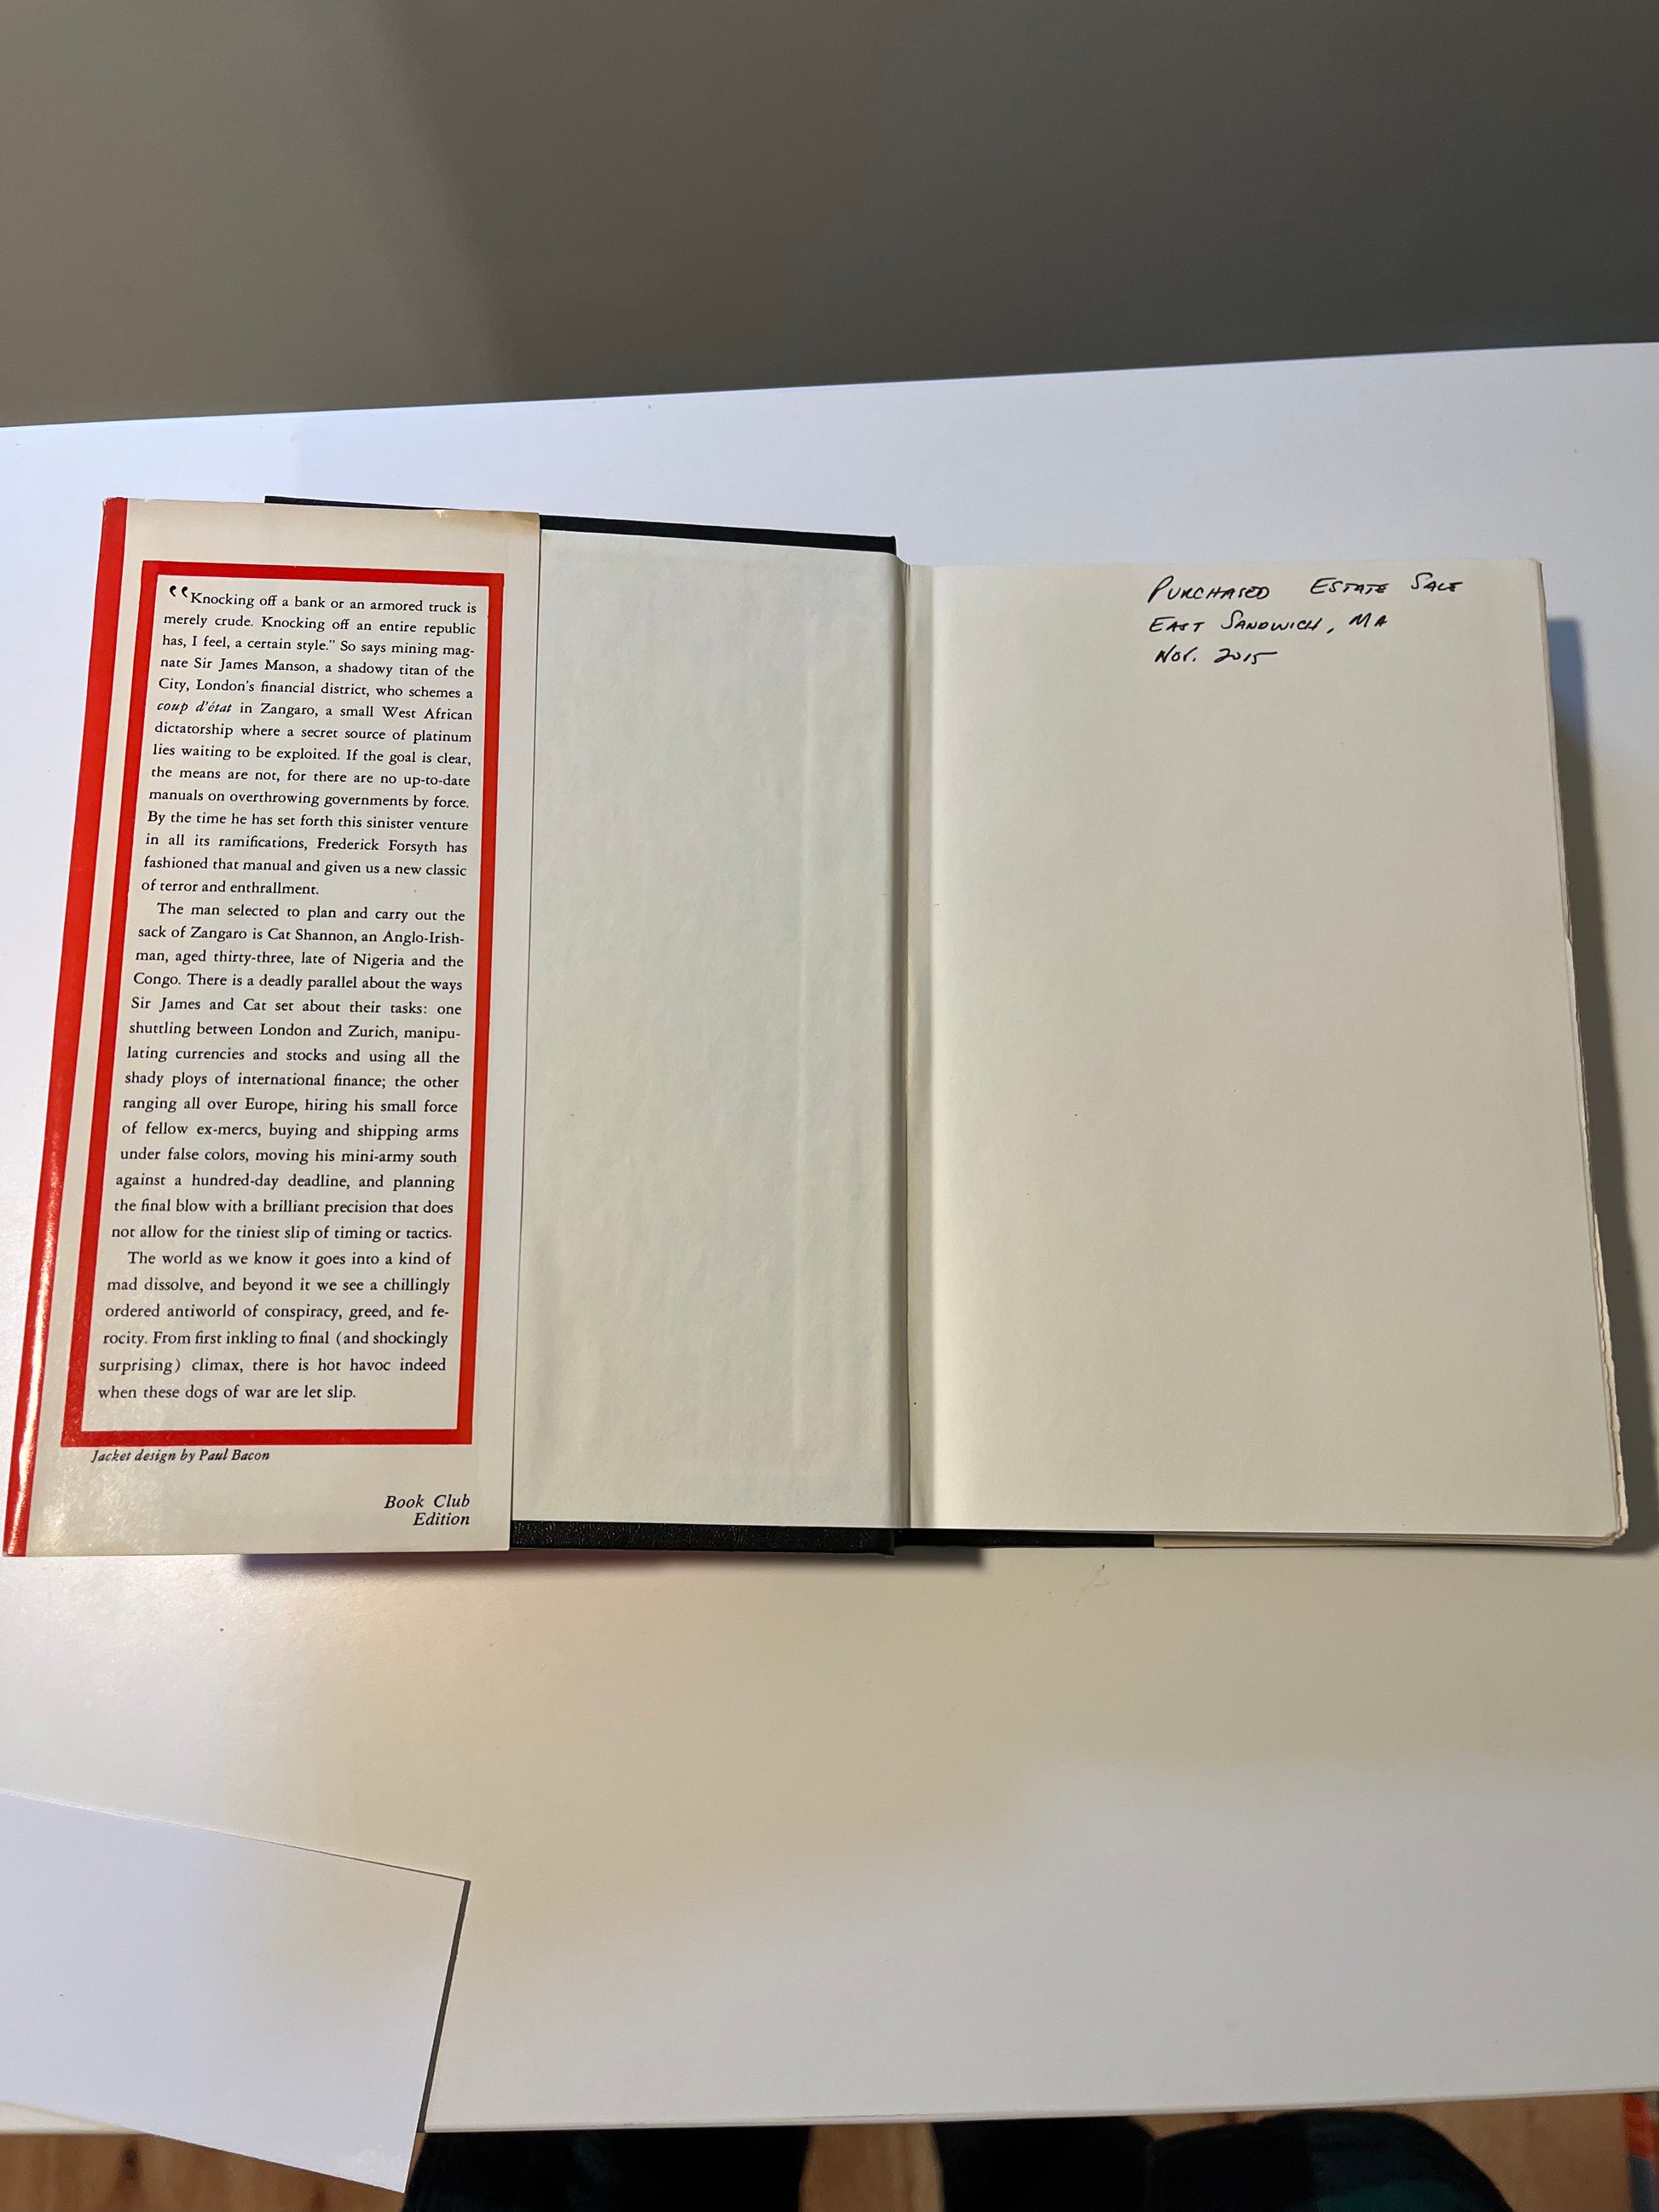 “Knocking off a bank or an armored truck is
merely crude. Knocking off an entire republic
has, I feel, a certain style.” So says mining mag-
nate Sir James Manson, a shadowy titan of the
City, London's financial district, who schemes a
coup d'état in Zangaro, a small West African
dictatorship where a secret source of platinum
lies waiting to be exploited. If the goal is clear,
the means are not, for there are no up-to-date
manuals on overthrowing governments by force.
By the time he has set forth this sinister venture
in all its ramifications, Frederick Forsyth has
fashioned that manual and given us a new classic
of terror and enthrallment.
The man selected to plan and carry out the
sack of Zangaro is Cat Shannon, an Anglo-Irish-
man, aged thirty-three, late of Nigeria and the
Congo. There is a deadly parallel about the ways
Sir James and Cat set about their tasks: one
shuttling between London and Zurich, manipu-
lating currencies and stocks and using all the
shady ploys of international finance; the other
ranging all over Europe, hiring his small force
of fellow ex-mercs, buying and shipping arms
under false colors, moving his mini-army south
against a hundred-day deadline, and planning
the final blow with a brilliant precision that does
not allow for the tiniest slip of timing or tactics.
The world as we know it goes into a kind of
mad dissolve, and beyond it we see a chillingly
ordered antiworld of conspiracy, greed, and fe-
rocity. From first inkling to final (and shockingly
surprising) climax, there is hot havoc indeed
when these dogs of war are let slip.
Jacket design by Paul Bacon
Book Club
Edition
PURCHASED ESTATE SALE
EAST SANDWICH, MA
NOV. 2015